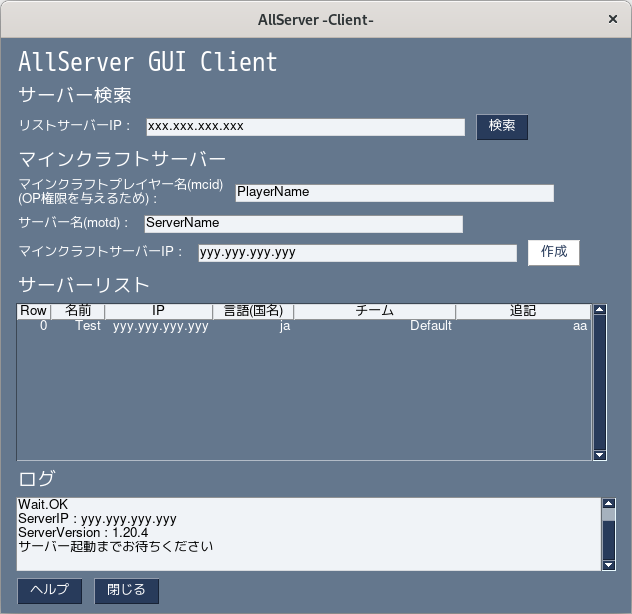 AllServer -Client-
AllServer GUI Client
サーバー検索
リストサーバーIP : xxx.xxx.xxx.xxx 検索
マインクラフトサーバー
マインクラフトプレイヤー名(mcid)
(OP権限を与えるため) : PlayerName
サーバー名(motd) : ServerName
マインクラフトサーバーIP : yyy.yyy.yyy.yyy 作成
サーバーリスト
Row 名前 IP 言語(国名) チーム 追記
0 Test yyy.yyy.yyy.yyy ja Default aa
ログ
Wait.OK
ServerIP : yyy.yyy.yyy.yyy
ServerVersion : 1.20.4
サーバー起動までお待ちください
ヘルプ 閉じる